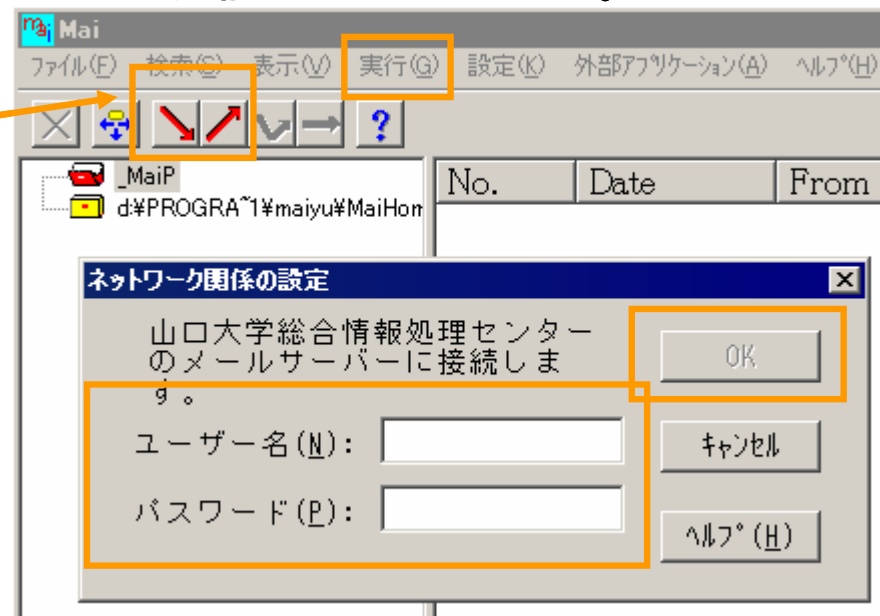 Mai Mai
ファイル(F) 検索(S) 表示(V) 実行(G) 設定(K) 外部アプリケーション(A) ヘルプ(H)
?
_MaiP
No. Date From
d:¥PROGRA~1¥maiyu¥MaiHom
ネットワーク関係の設定
山口大学総合情報処理センター
のメールサーバーに接続しま
す。
OK
ユーザー名(N):
キャンセル
パスワード(P):
ヘルプ(H)